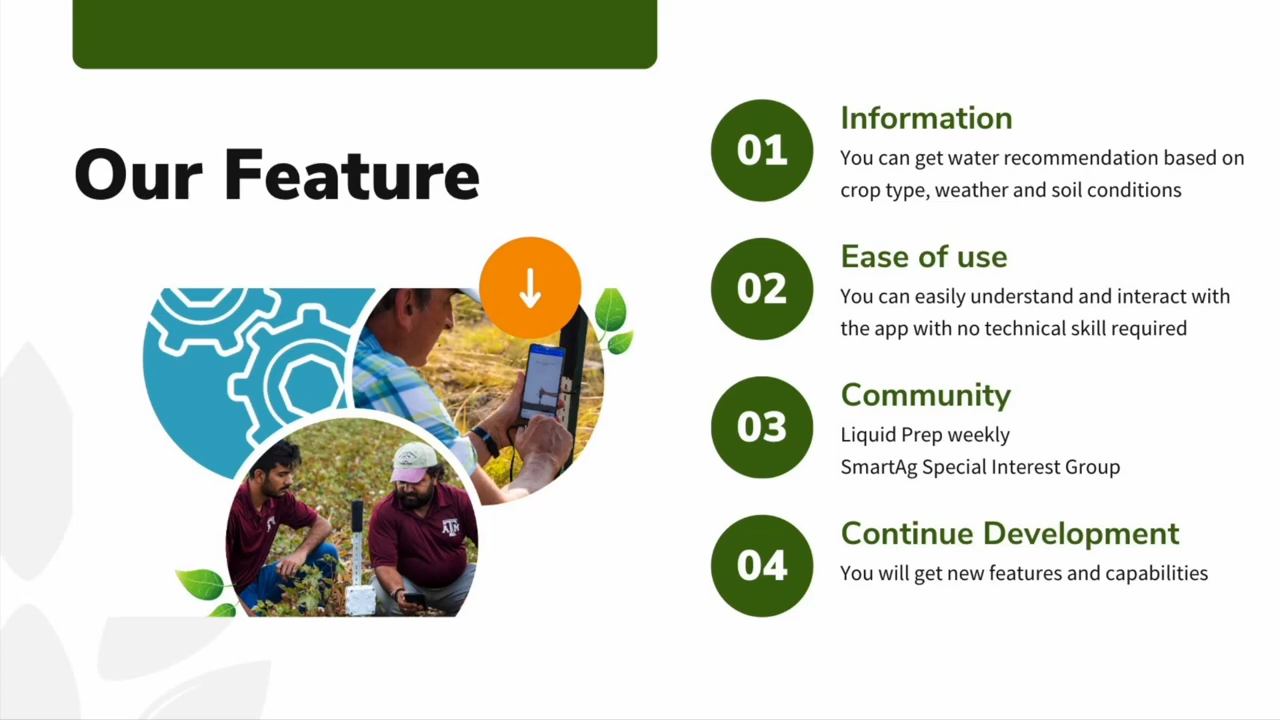 Our Feature
01
Information
You can get water recommendation based on
crop type, weather and soil conditions
02
Ease of use
You can easily understand and interact with
the app with no technical skill required
03
Community
Liquid Prep weekly
SmartAg Special Interest Group
04
Continue Development
You will get new features and capabilities